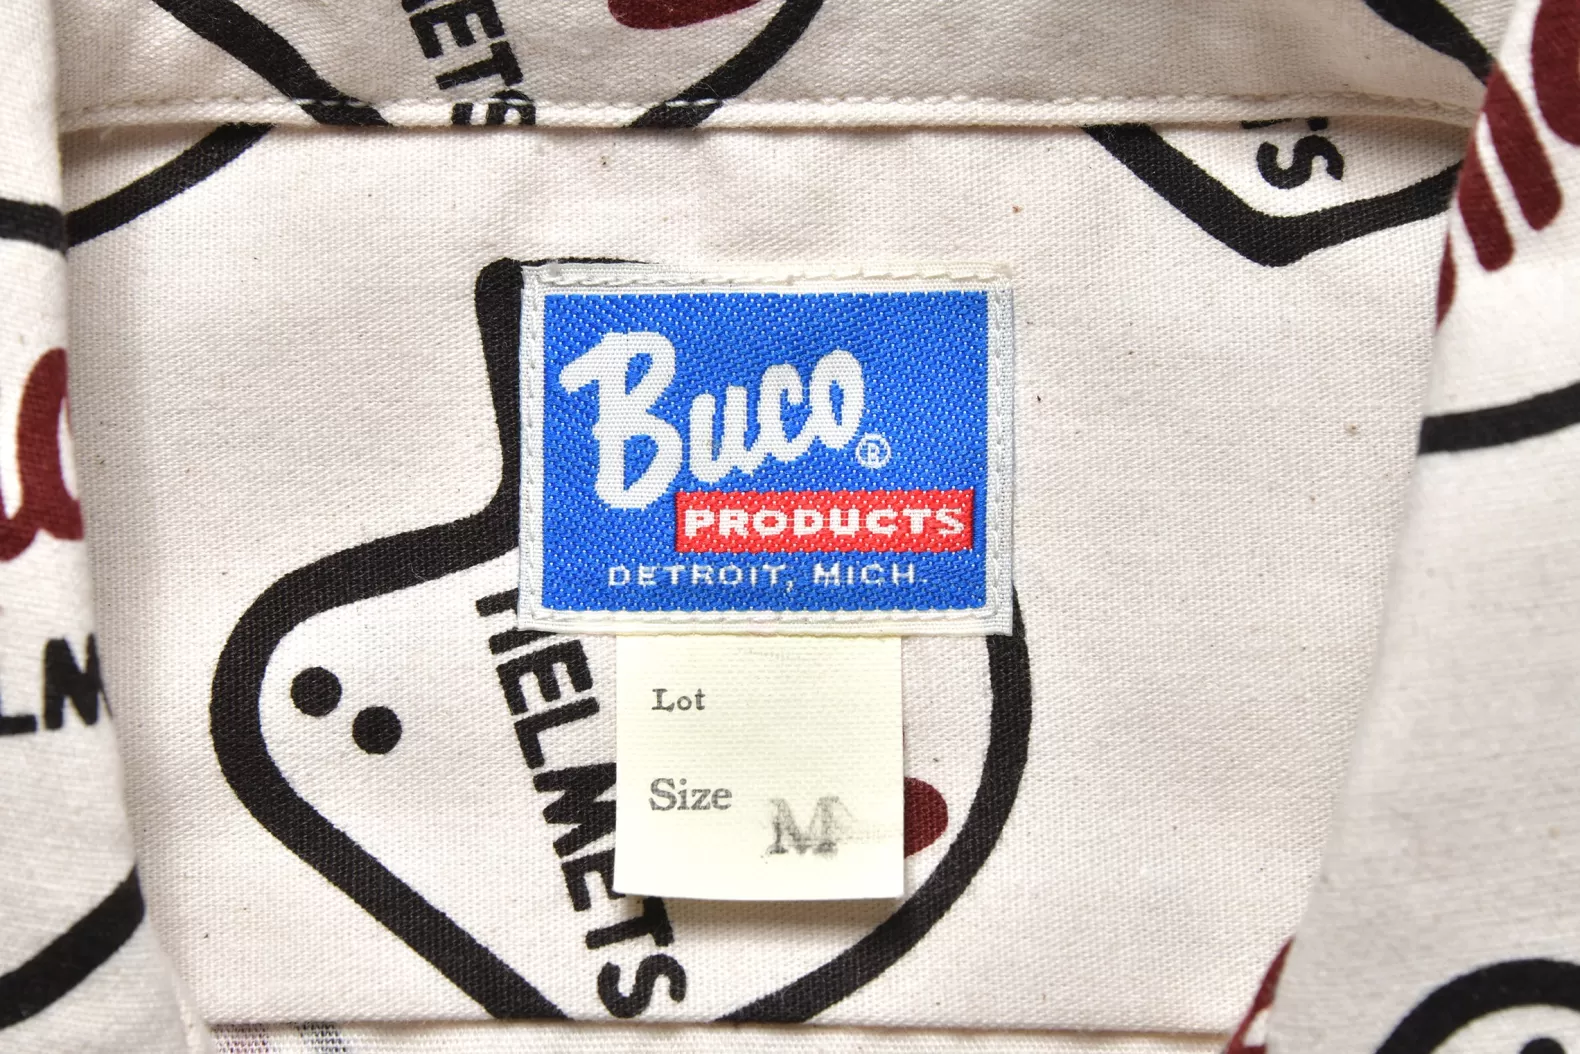 HELMETS
Buco®
PRODUCTS
DETROIT, MICH.
Lot
Size M